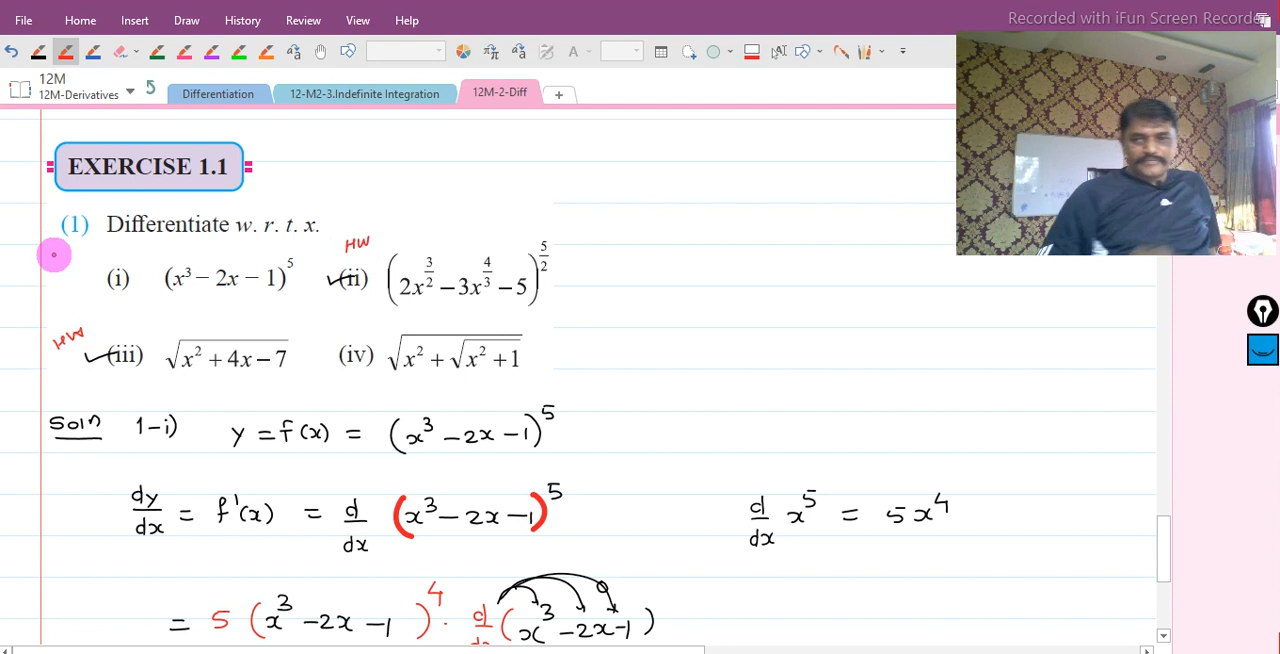 File Home Insert Draw History Review View Help
Recorded with iFun Screen Recorder
12M
12M-Derivatives
Differentiation 12-M2-3.Indefinite Integration 12M-2-Diff +
EXERCISE 1.1
(1) Differentiate w. r. t. x.
HW
(i) (x³ – 2x – 1)⁵ (ii) (2x^(3/2) – 3x^(4/3) – 5)^(5/2)
HW
(iii) √(x² + 4x – 7) (iv) √(x² + √(x² + 1))
Soln 1-i) y = f(x) = (x³ – 2x – 1)⁵
dy/dx = f'(x) = d/dx (x³ – 2x – 1)⁵ d/dx x⁵ = 5x⁴
= 5 (x³ – 2x – 1)⁴ · d/dx (x³ – 2x – 1)